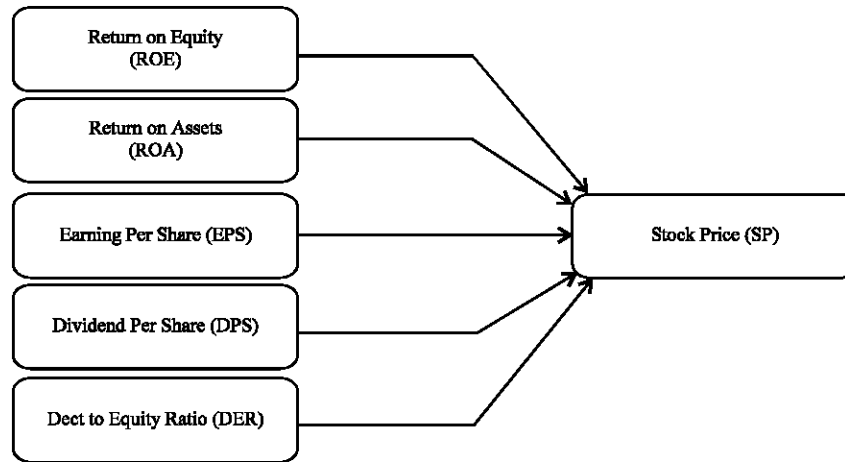 Return on Equity
(ROE)
Return on Assets
(ROA)
Earning Per Share (EPS)
Stock Price (SP)
Dividend Per Share (DPS)
Dect to Equity Ratio (DER)